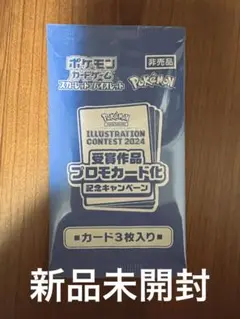 ポケモン
カードゲーム
スカーレット&バイオレット
非売品
Pokémon
Pokémon
ILLUSTRATION
CONTEST 2024
受賞作品
プロモカード化
記念キャンペーン
■カード3枚入り■
新品未開封